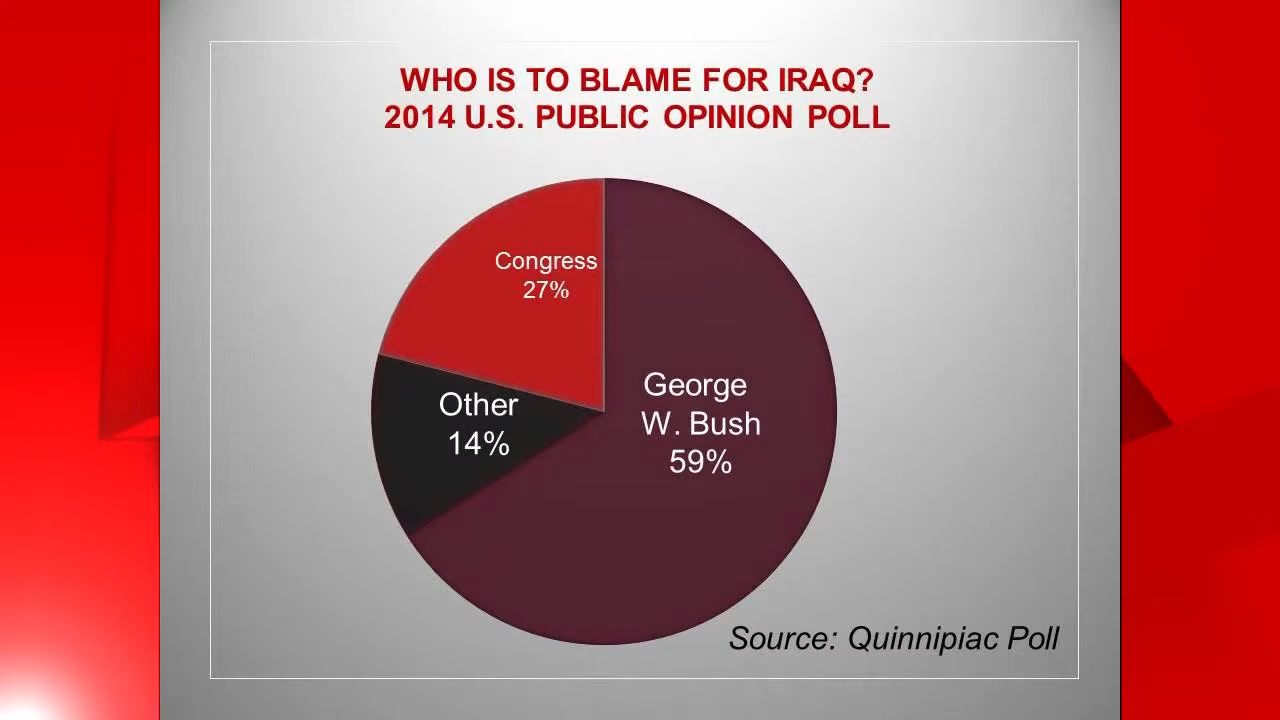 WHO IS TO BLAME FOR IRAQ?
2014 U.S. PUBLIC OPINION POLL
Congress
27%
Other
14%
George
W. Bush
59%
Source: Quinnipiac Poll